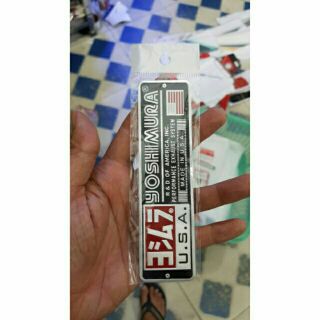 YOSHIMURA®
R & D OF AMERICA, INC.
PERFORMANCE EXHAUST SYSTEM
MADE IN U.S.A.
ヨシムラ
U.S.A.